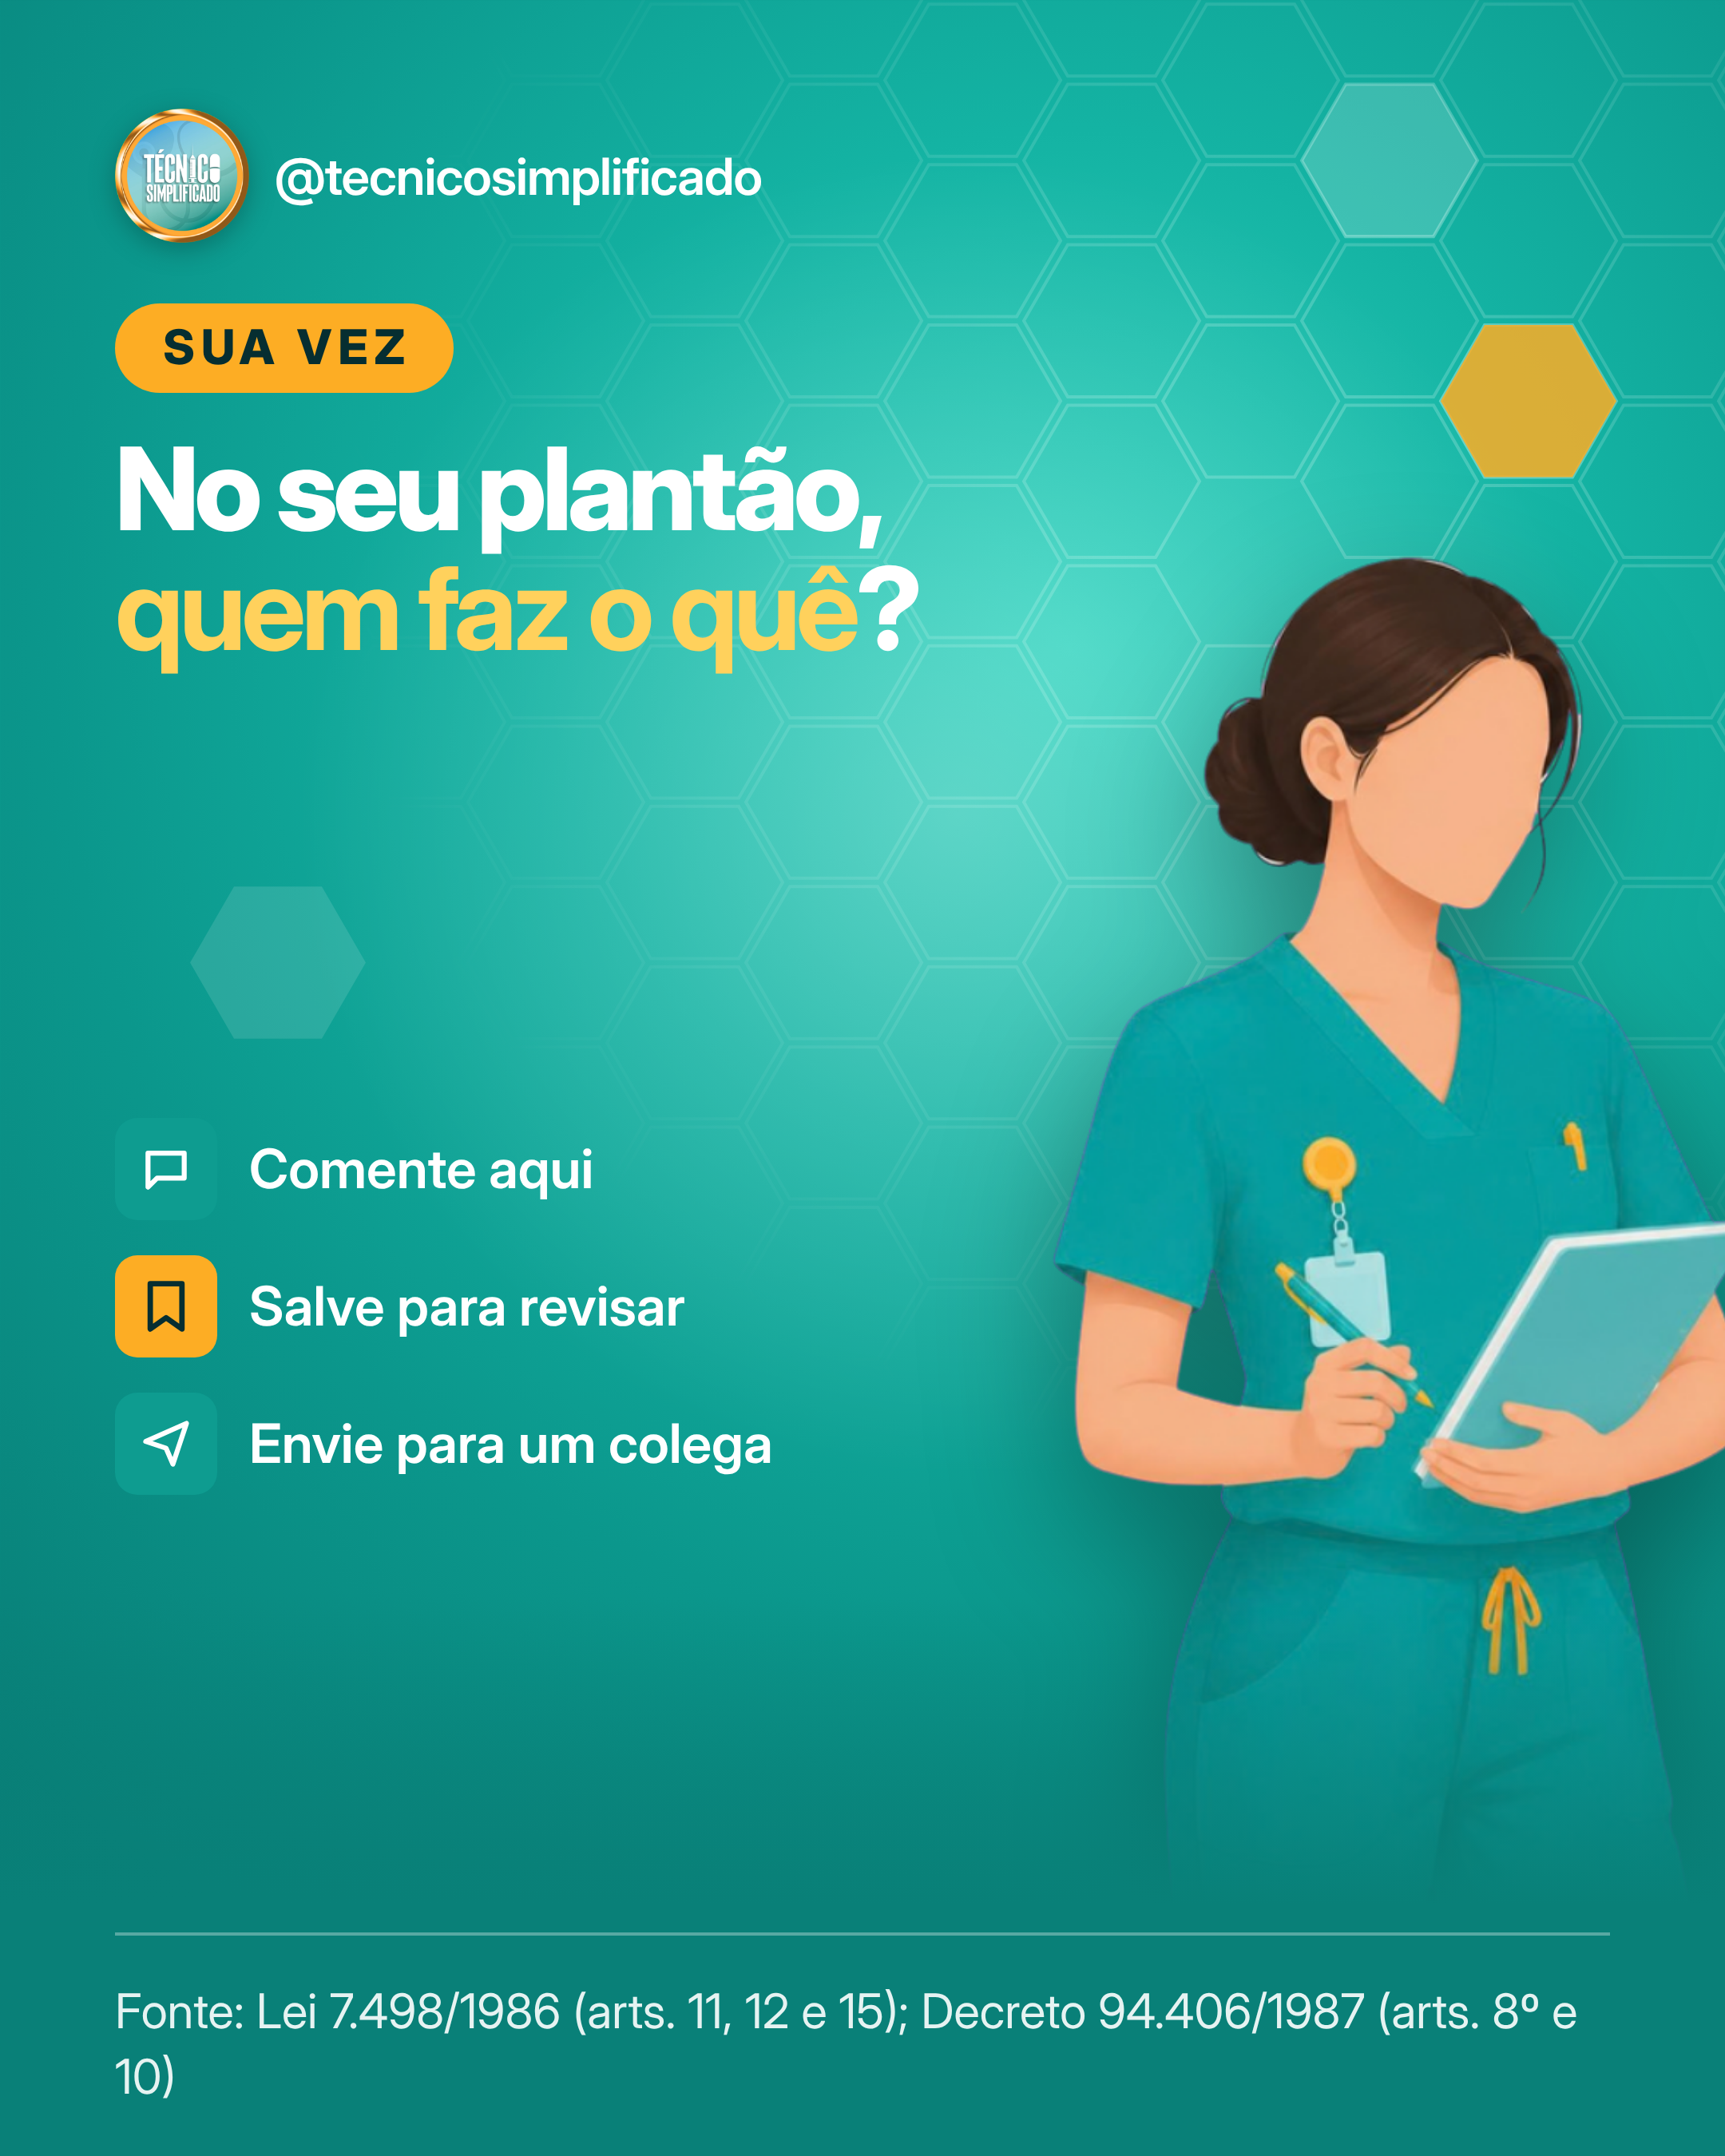 TÉCNICO
SIMPLIFICADO
@tecnicosimplificado
SUA VEZ
No seu plantão,
quem faz o quê?
Comente aqui
Salve para revisar
Envie para um colega
Fonte: Lei 7.498/1986 (arts. 11, 12 e 15); Decreto 94.406/1987 (arts. 8º e
10)